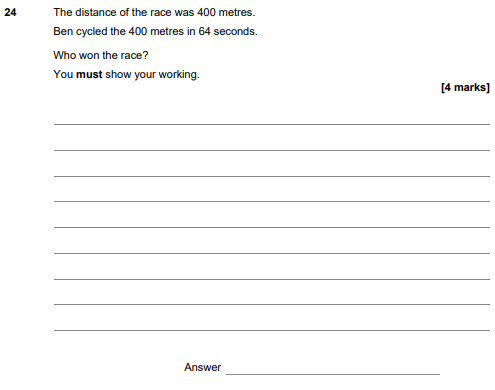 24 The distance of the race was 400 metres.
Ben cycled the 400 metres in 64 seconds.
Who won the race?
You must show your working.
[4 marks]
Answer